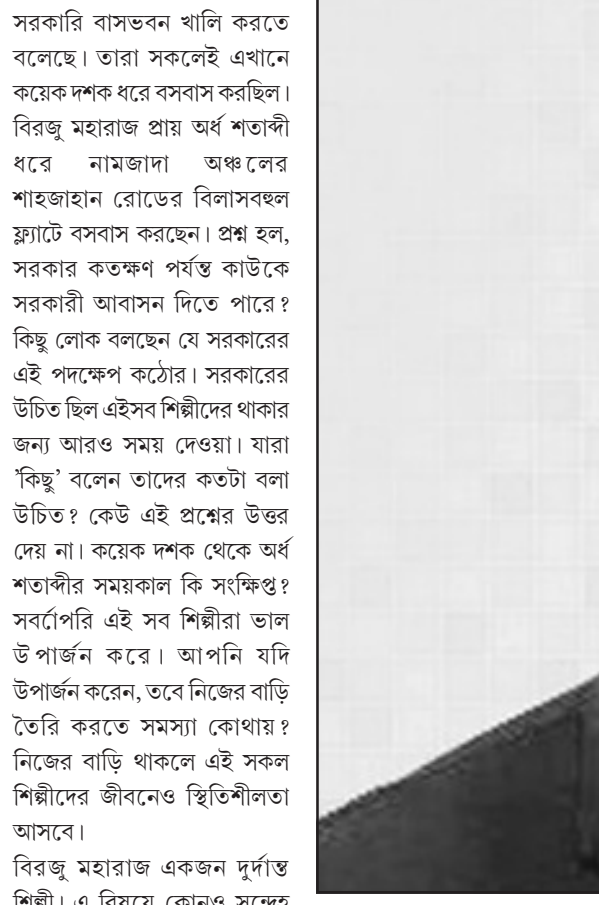 সরকারি বাসভবন খালি করতে
বলেছে। তারা সকলেই এখানে
কয়েক দশক ধরে বসবাস করছিল।
বিরজু মহারাজ প্রায় অর্ধ শতাব্দী
ধরে নামজাদা অঞ্চলের
শাহজাহান রোডের বিলাসবহুল
ফ্ল্যাটে বসবাস করছেন। প্রশ্ন হল,
সরকার কতক্ষণ পর্যন্ত কাউকে
সরকারী আবাসন দিতে পারে?
কিছু লোক বলছেন যে সরকারের
এই পদক্ষেপ কঠোর। সরকারের
উচিত ছিল এইসব শিল্পীদের থাকার
জন্য আরও সময় দেওয়া। যারা
’কিছু’ বলেন তাদের কতটা বলা
উচিত? কেউ এই প্রশ্নের উত্তর
দেয় না। কয়েক দশক থেকে অর্ধ
শতাব্দীর সময়কাল কি সংক্ষিপ্ত?
সবর্োপরি এই সব শিল্পীরা ভাল
উপার্জন করে। আপনি যদি
উপার্জন করেন, তবে নিজের বাড়ি
তৈরি করতে সমস্যা কোথায়?
নিজের বাড়ি থাকলে এই সকল
শিল্পীদের জীবনেও স্থিতিশীলতা
আসবে।
বিরজু মহারাজ একজন দুর্দান্ত
শিল্পী। এ বিষয়ে কোনও সন্দেহ